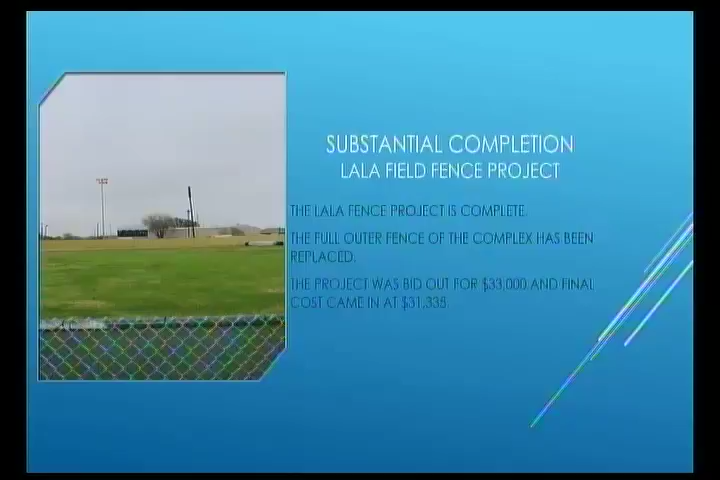 SUBSTANTIAL COMPLETION
LALA FIELD FENCE PROJECT
THE LALA FENCE PROJECT IS COMPLETE.
THE FULL OUTER FENCE OF THE COMPLEX HAS BEEN
REPLACED.
THE PROJECT WAS BID OUT FOR $33,000 AND FINAL
COST CAME IN AT $31,335.